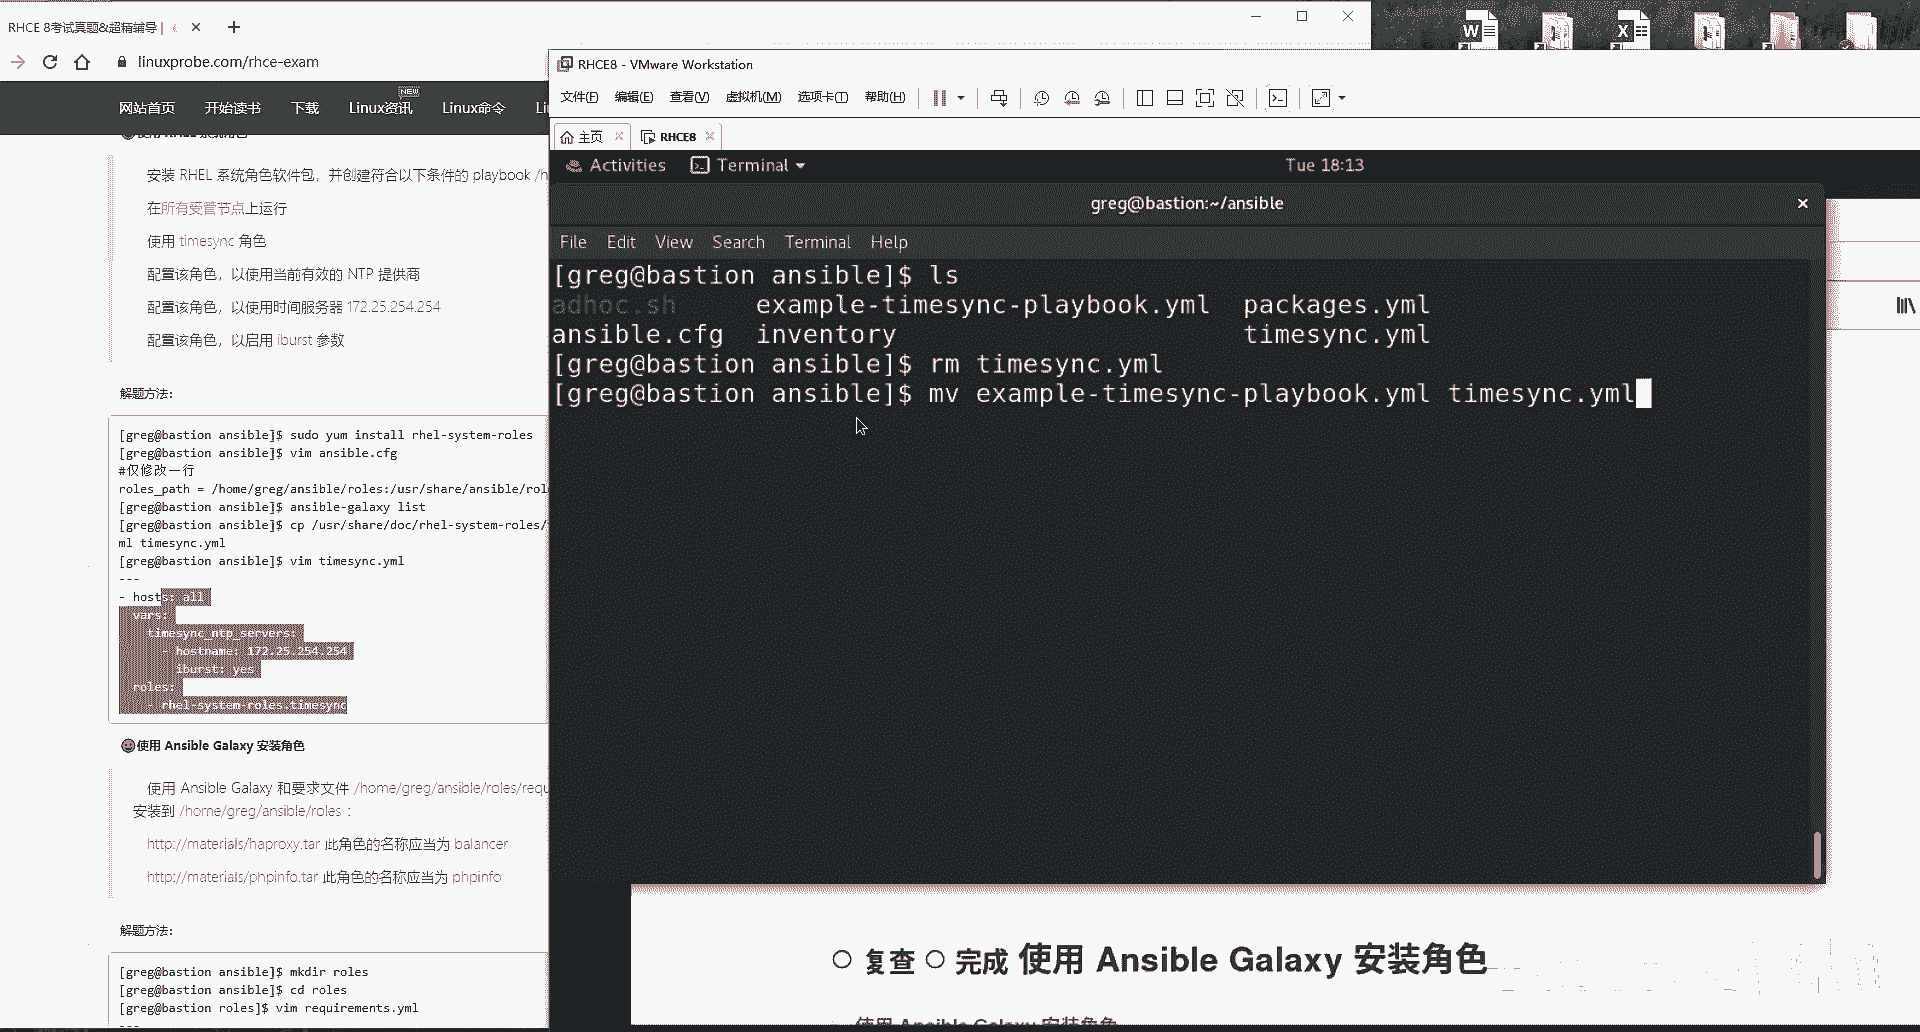 RHCE 8考试真题&超精辅导 |
linuxprobe.com/rhce-exam
网站首页 开始读书 下载 Linux资讯 NEW Linux命令
安装 RHEL 系统角色软件包，并创建符合以下条件的 playbook /h
在所有受管节点上运行
使用 timesync 角色
配置该角色，以使用当前有效的 NTP 提供商
配置该角色，以使用时间服务器 172.25.254.254
配置该角色，以启用 iburst 参数
解题方法:
[greg@bastion ansible]$ sudo yum install rhel-system-roles
[greg@bastion ansible]$ vim ansible.cfg
#仅修改一行
roles_path = /home/greg/ansible/roles:/usr/share/ansible/rol
[greg@bastion ansible]$ ansible-galaxy list
[greg@bastion ansible]$ cp /usr/share/doc/rhel-system-roles/
ml timesync.yml
[greg@bastion ansible]$ vim timesync.yml
---
- hosts: all
vars:
timesync_ntp_servers:
- hostname: 172.25.254.254
iburst: yes
roles:
- rhel-system-roles.timesync
使用 Ansible Galaxy 安装角色
使用 Ansible Galaxy 和要求文件 /home/greg/ansible/roles/requ
安装到 /home/greg/ansible/roles :
http://materials/haproxy.tar 此角色的名称应当为 balancer
http://materials/phpinfo.tar 此角色的名称应当为 phpinfo
解题方法:
[greg@bastion ansible]$ mkdir roles
[greg@bastion ansible]$ cd roles
[greg@bastion roles]$ vim requirements.yml
---
RHCE8 - VMware Workstation
文件(F) 编辑(E) 查看(V) 虚拟机(M) 选项卡(T) 帮助(H)
主页 RHCE8
Activities Terminal Tue 18:13
greg@bastion:~/ansible
File Edit View Search Terminal Help
[greg@bastion ansible]$ ls
adhoc.sh example-timesync-playbook.yml packages.yml
ansible.cfg inventory timesync.yml
[greg@bastion ansible]$ rm timesync.yml
[greg@bastion ansible]$ mv example-timesync-playbook.yml timesync.yml
复查 完成 使用 Ansible Galaxy 安装角色
使用 Ansible Galaxy 安装角色